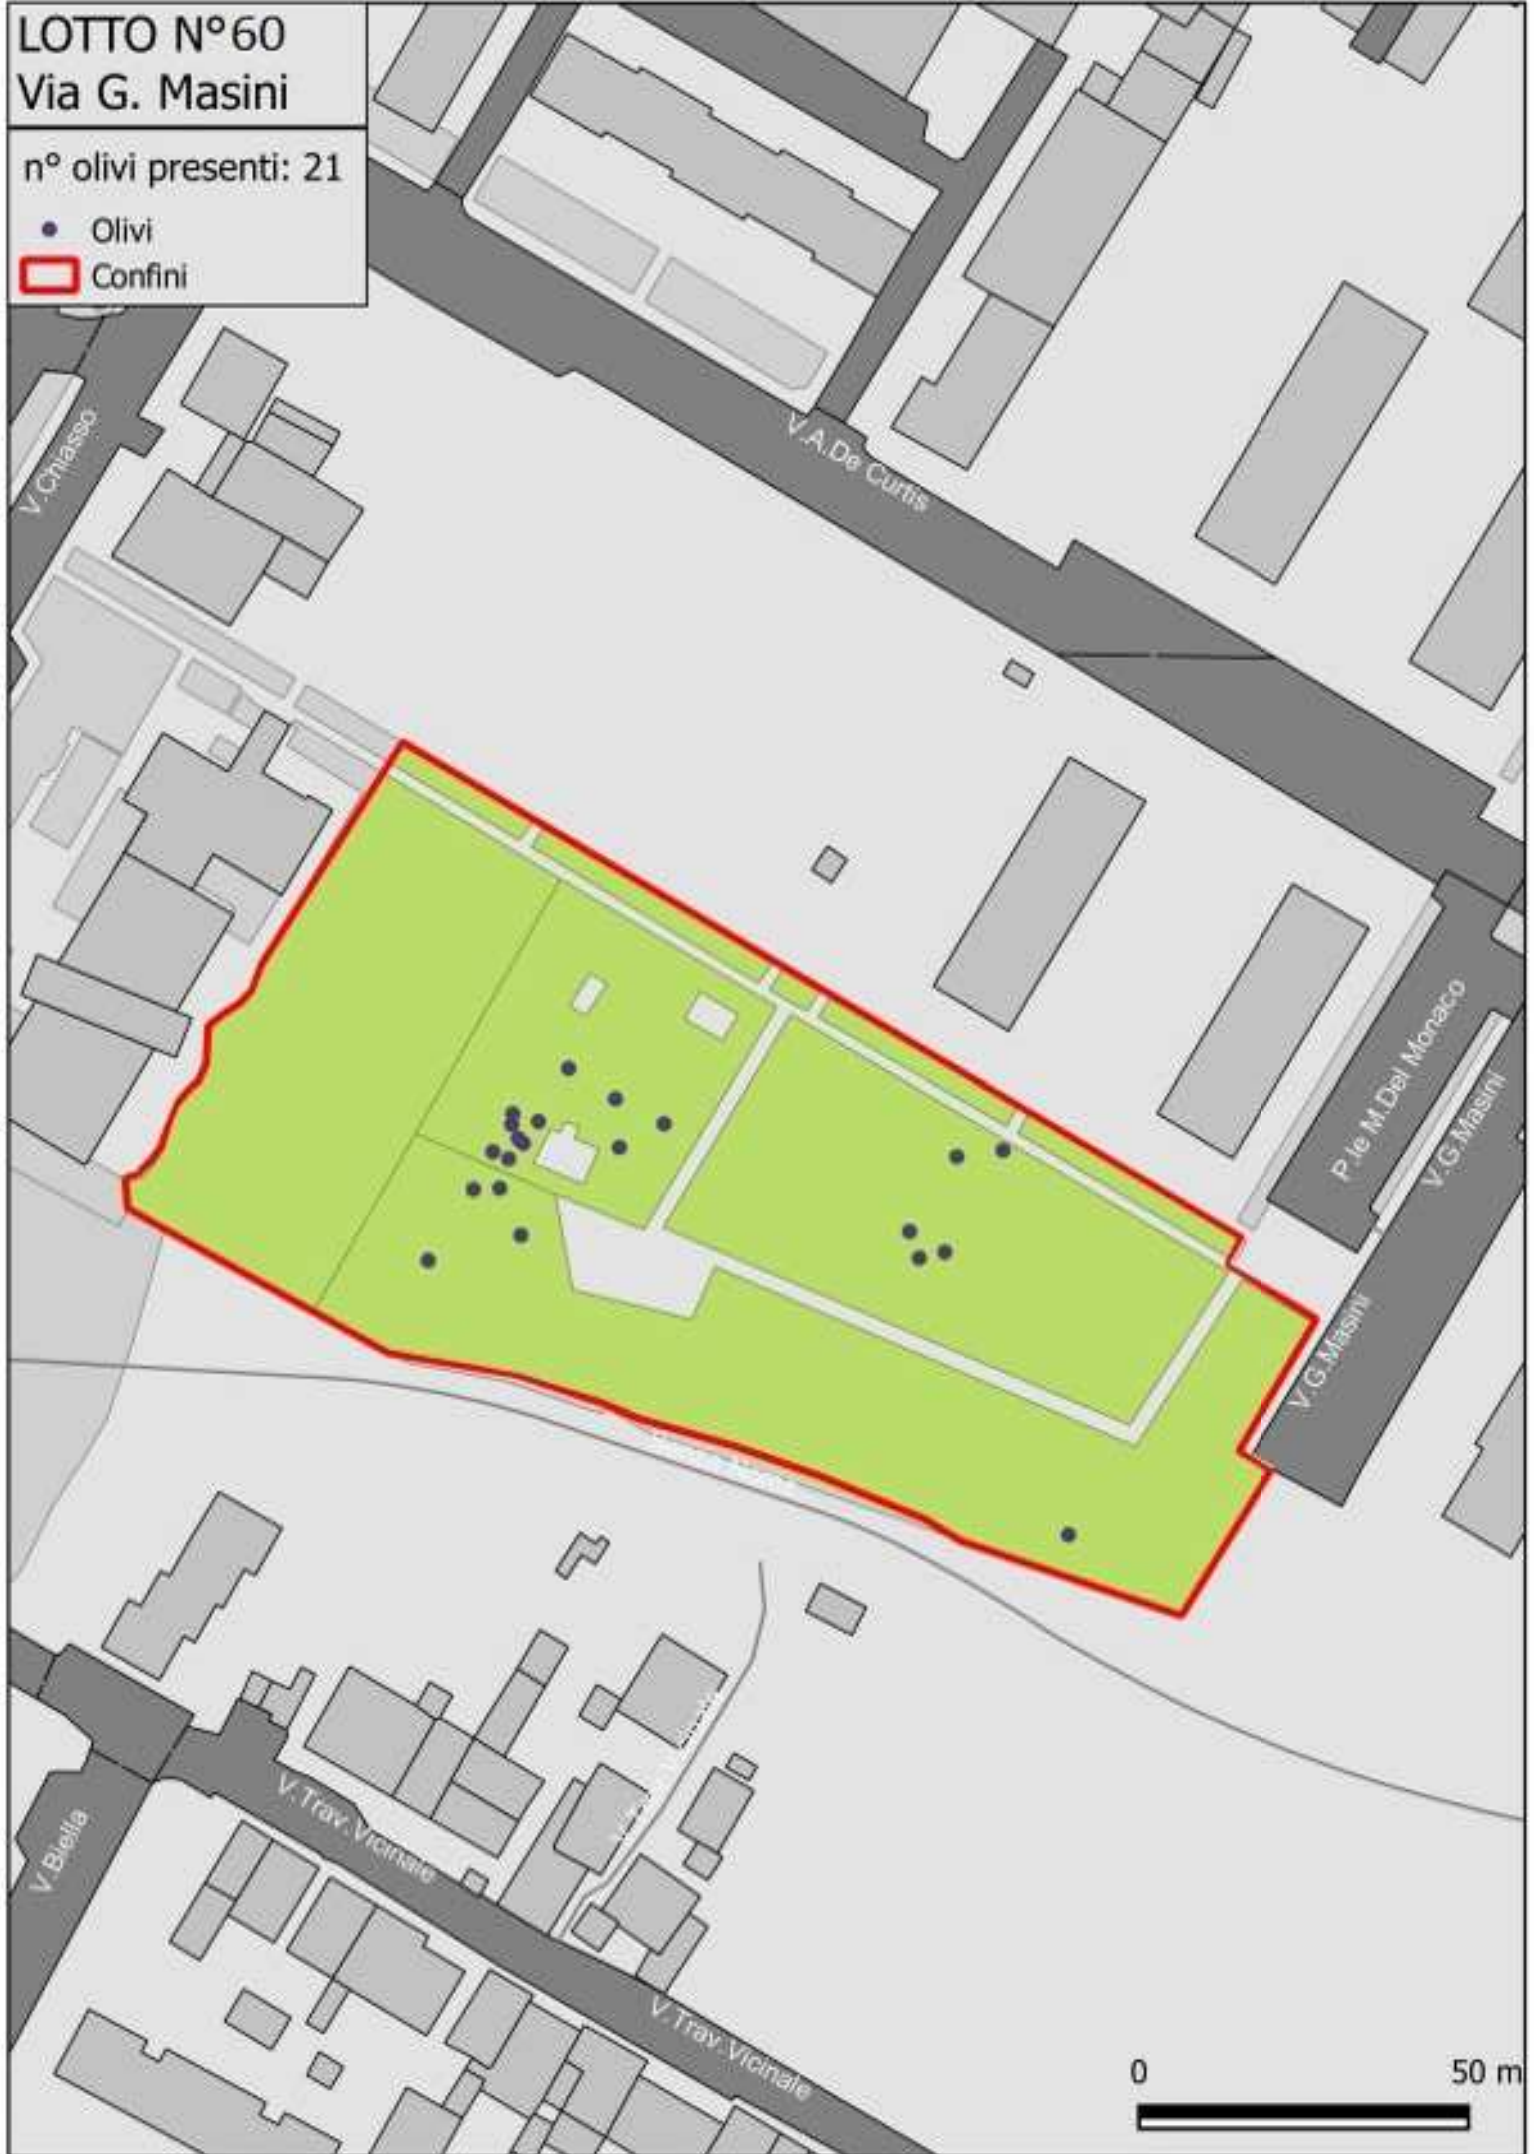 LOTTO N°60
Via G. Masini
n° olivi presenti: 21
Olivi
Confini
V.A.De Curtis
V.Chiasso
P.le M.Del Monaco
V.G.Masini
V.G.Masini
V.Biella
V.Trav.Vicinale
V.Trav.Vicinale
0 50 m